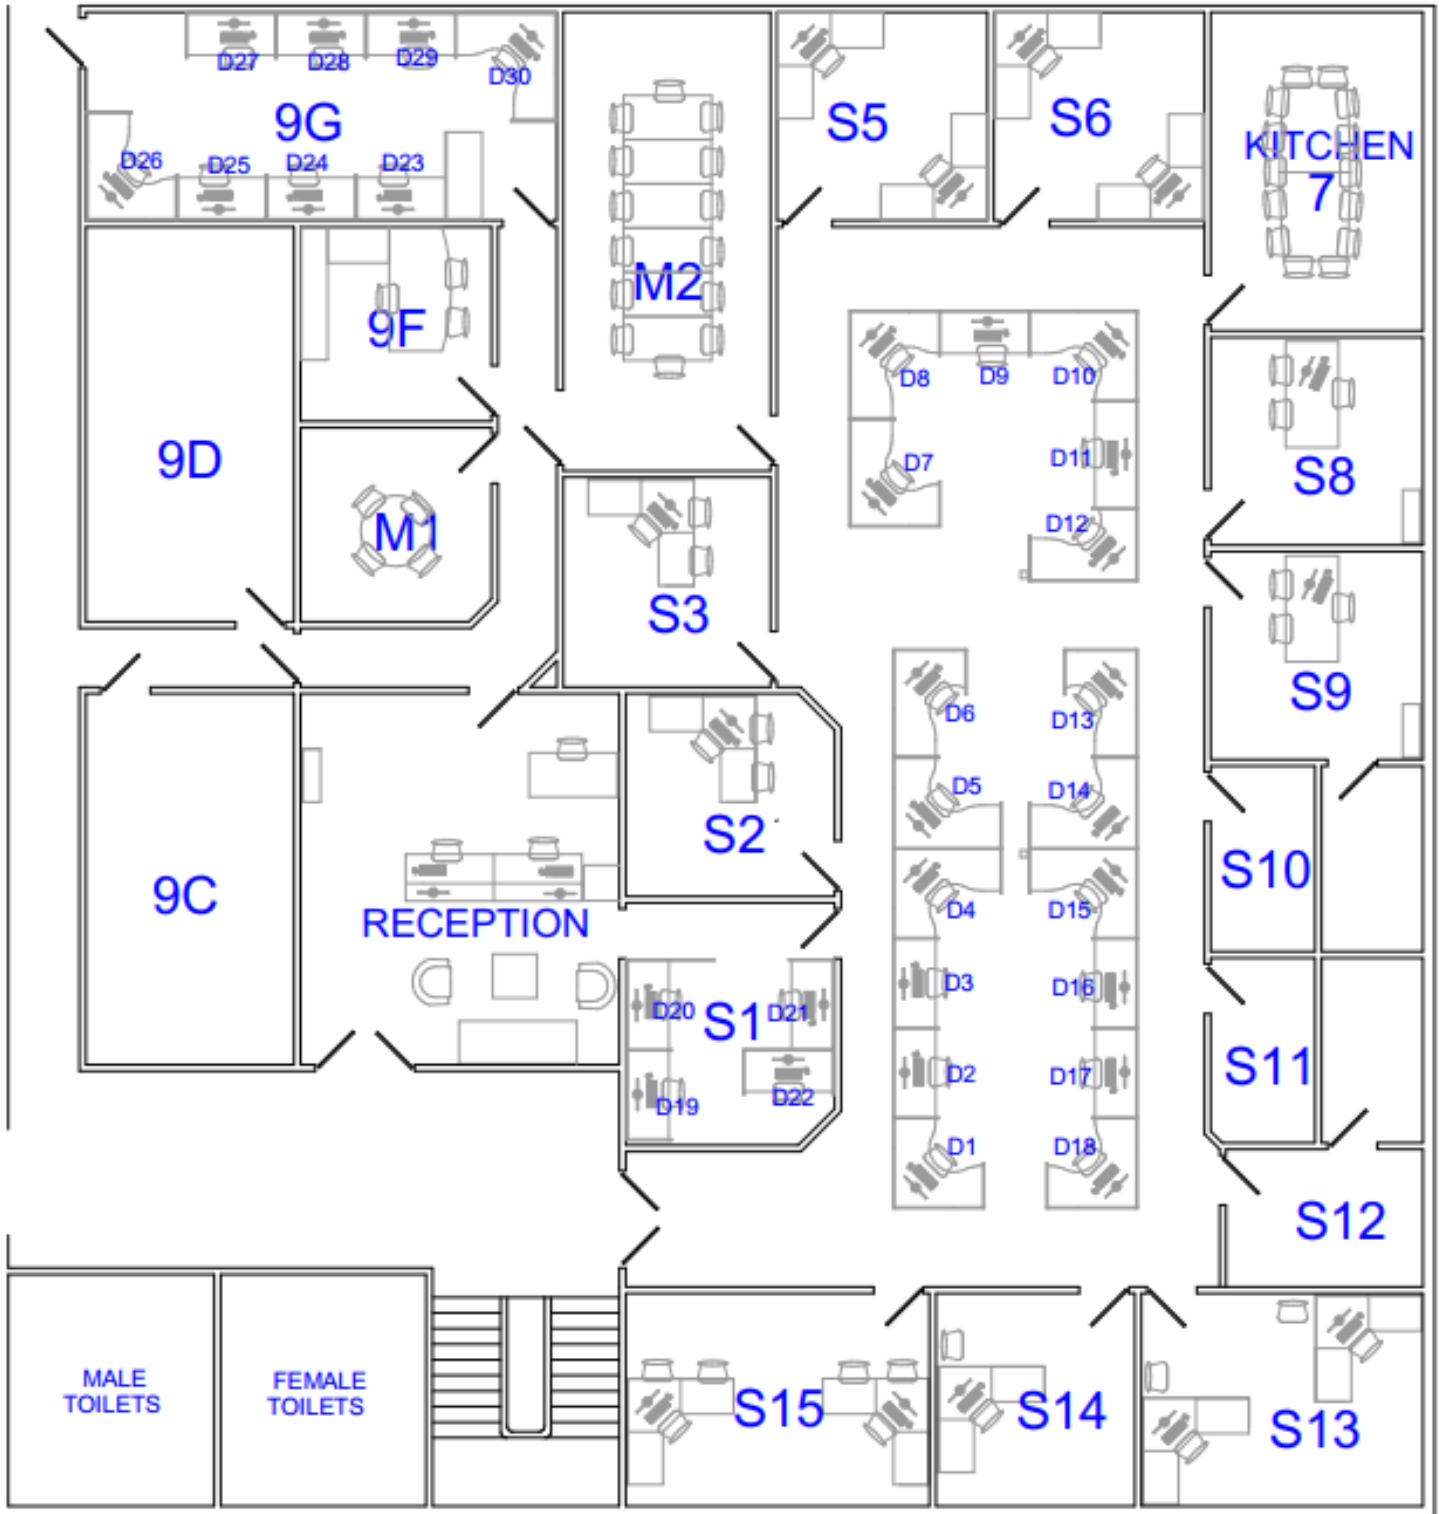 D27
D28
D29
D30
9G
S5
S6
KITCHEN
7
D26
D25
D24
D23
M2
9F
D8
D9
D10
9D
D7
D11
S8
M1
D12
S3
S9
D6
D13
D5
D14
S2
S10
9C
RECEPTION
D4
D15
D3
D16
D20
S1
D21
S11
D2
D17
D19
D22
D1
D18
S12
MALE
TOILETS
FEMALE
TOILETS
S15
S14
S13